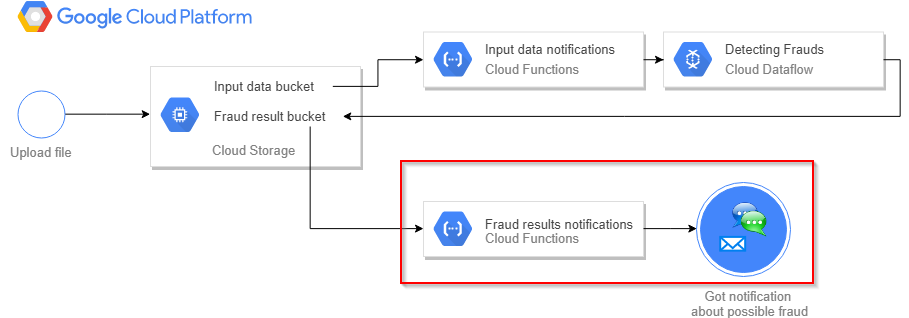 Google Cloud Platform
Input data notifications
Cloud Functions
Detecting Frauds
Cloud Dataflow
Input data bucket
Fraud result bucket
Cloud Storage
Upload file
Fraud results notifications
Cloud Functions
Got notification
about possible fraud